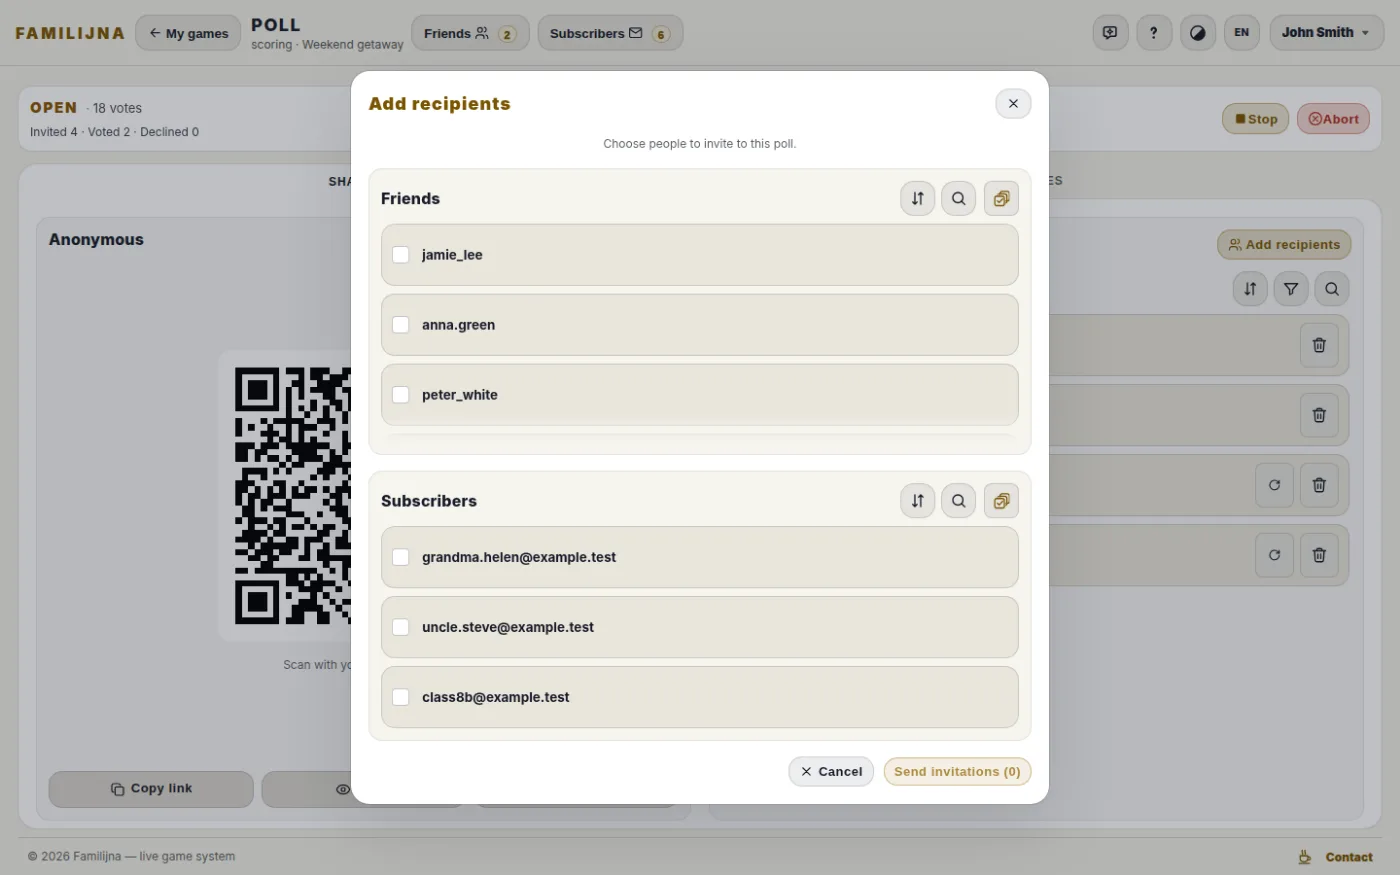 FAMILIJNA
My games
POLL
scoring · Weekend getaway
Friends 2
Subscribers 6
?
EN
John Smith
OPEN · 18 votes
Invited 4 · Voted 2 · Declined 0
Stop
Abort
Add recipients
Choose people to invite to this poll.
Friends
jamie_lee
anna.green
peter_white
Subscribers
grandma.helen@example.test
uncle.steve@example.test
class8b@example.test
Cancel
Send invitations (0)
Anonymous
Scan with
Copy link
Add recipients
© 2026 Familijna — live game system
Contact